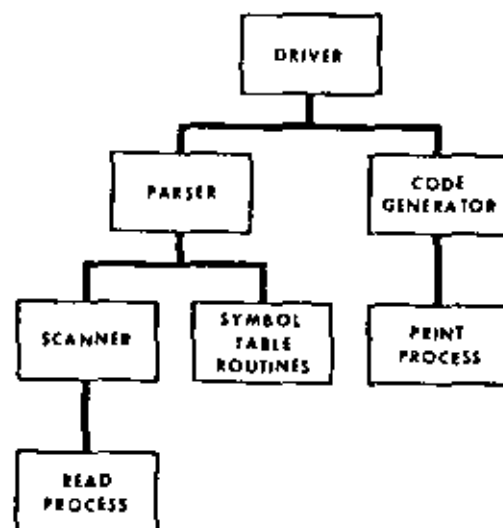 DRIVER
PARSER
CODE
GENERATOR
SCANNER
SYMBOL
TABLE
ROUTINES
PRINT
PROCESS
READ
PROCESS